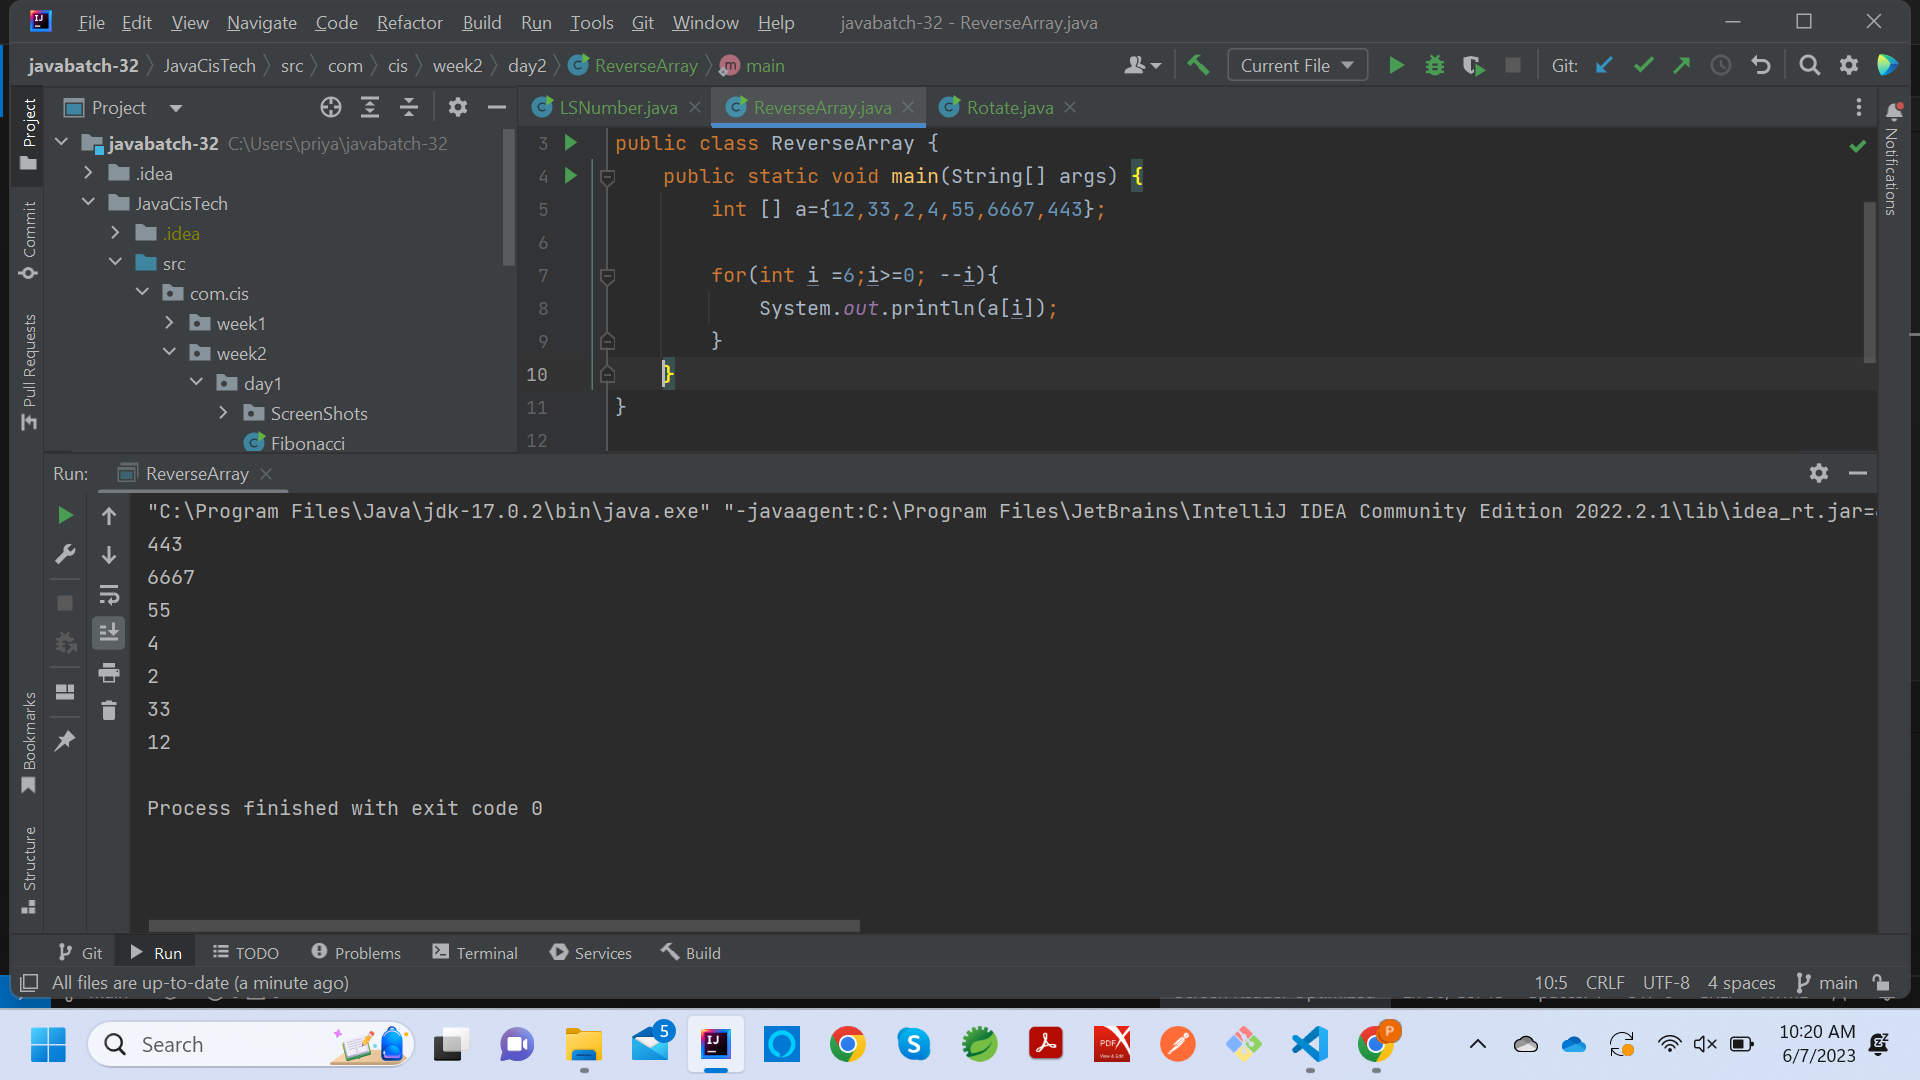 File Edit View Navigate Code Refactor Build Run Tools Git Window Help javabatch-32 - ReverseArray.java
javabatch-32 JavaCisTech src com cis week2 day2 ReverseArray main Current File Git:
Project
LSNumber.java ReverseArray.java Rotate.java
javabatch-32 C:\Users\priya\javabatch-32
.idea
JavaCisTech
.idea
src
com.cis
week1
week2
day1
ScreenShots
Fibonacci
3 public class ReverseArray {
4 public static void main(String[] args) {
5 int [] a={12,33,2,4,55,6667,443};
6
7 for(int i =6;i>=0; --i){
8 System.out.println(a[i]);
9 }
10 }
11 }
12
Project
Commit
Pull Requests
Bookmarks
Structure
Notifications
Run: ReverseArray
"C:\Program Files\Java\jdk-17.0.2\bin\java.exe" "-javaagent:C:\Program Files\JetBrains\IntelliJ IDEA Community Edition 2022.2.1\lib\idea_rt.jar=
443
6667
55
4
2
33
12
Process finished with exit code 0
Git Run TODO Problems Terminal Services Build
All files are up-to-date (a minute ago) 10:5 CRLF UTF-8 4 spaces main
Search 5 P 10:20 AM
6/7/2023